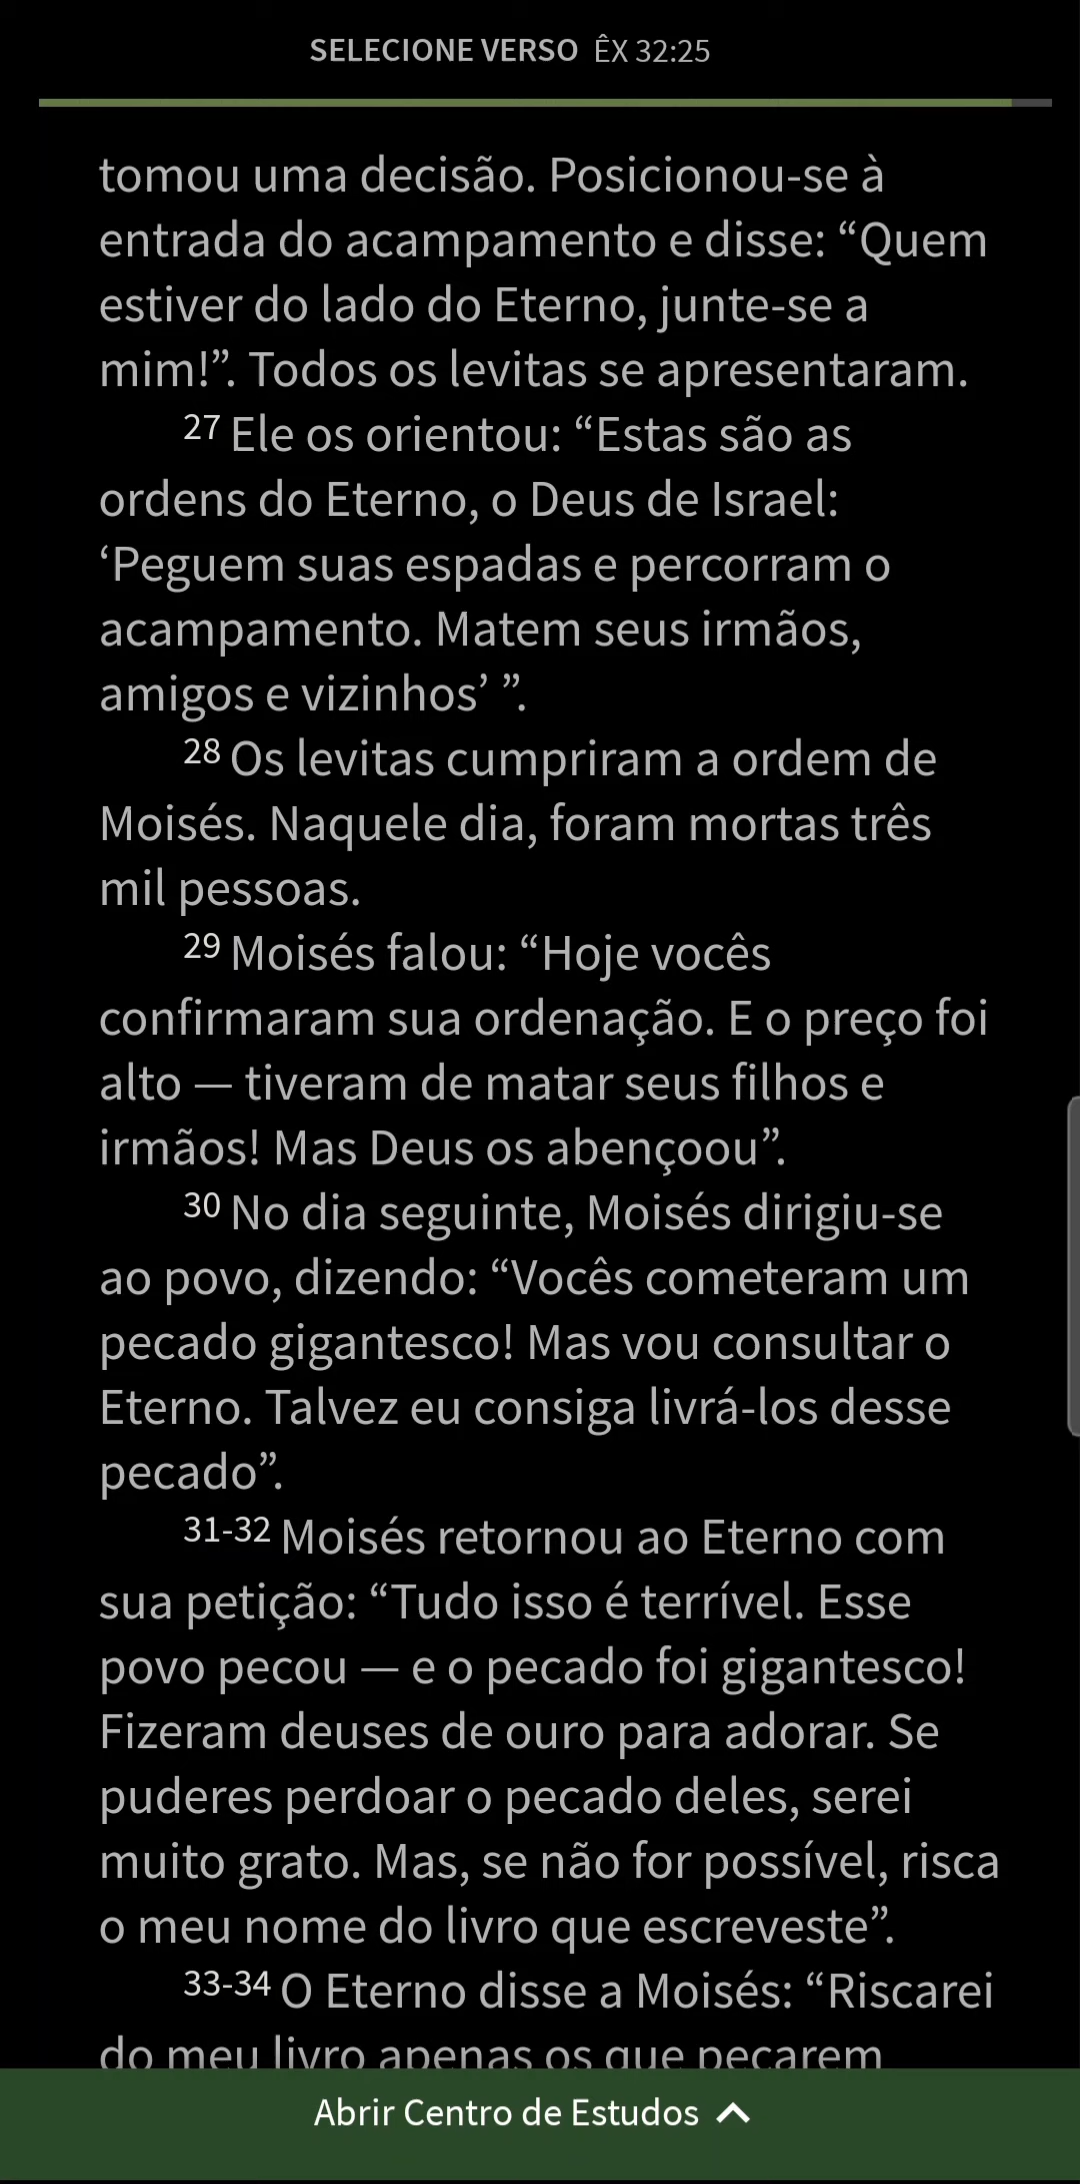 SELECIONE VERSO ÊX 32:25
tomou uma decisão. Posicionou-se à
entrada do acampamento e disse: “Quem
estiver do lado do Eterno, junte-se a
mim!”. Todos os levitas se apresentaram.
27 Ele os orientou: “Estas são as
ordens do Eterno, o Deus de Israel:
‘Peguem suas espadas e percorram o
acampamento. Matem seus irmãos,
amigos e vizinhos’ ”.
28 Os levitas cumpriram a ordem de
Moisés. Naquele dia, foram mortas três
mil pessoas.
29 Moisés falou: “Hoje vocês
confirmaram sua ordenação. E o preço foi
alto — tiveram de matar seus filhos e
irmãos! Mas Deus os abençoou”.
30 No dia seguinte, Moisés dirigiu-se
ao povo, dizendo: “Vocês cometeram um
pecado gigantesco! Mas vou consultar o
Eterno. Talvez eu consiga livrá-los desse
pecado”.
31-32 Moisés retornou ao Eterno com
sua petição: “Tudo isso é terrível. Esse
povo pecou — e o pecado foi gigantesco!
Fizeram deuses de ouro para adorar. Se
puderes perdoar o pecado deles, serei
muito grato. Mas, se não for possível, risca
o meu nome do livro que escreveste”.
33-34 O Eterno disse a Moisés: “Riscarei
do meu livro apenas os que pecarem
Abrir Centro de Estudos